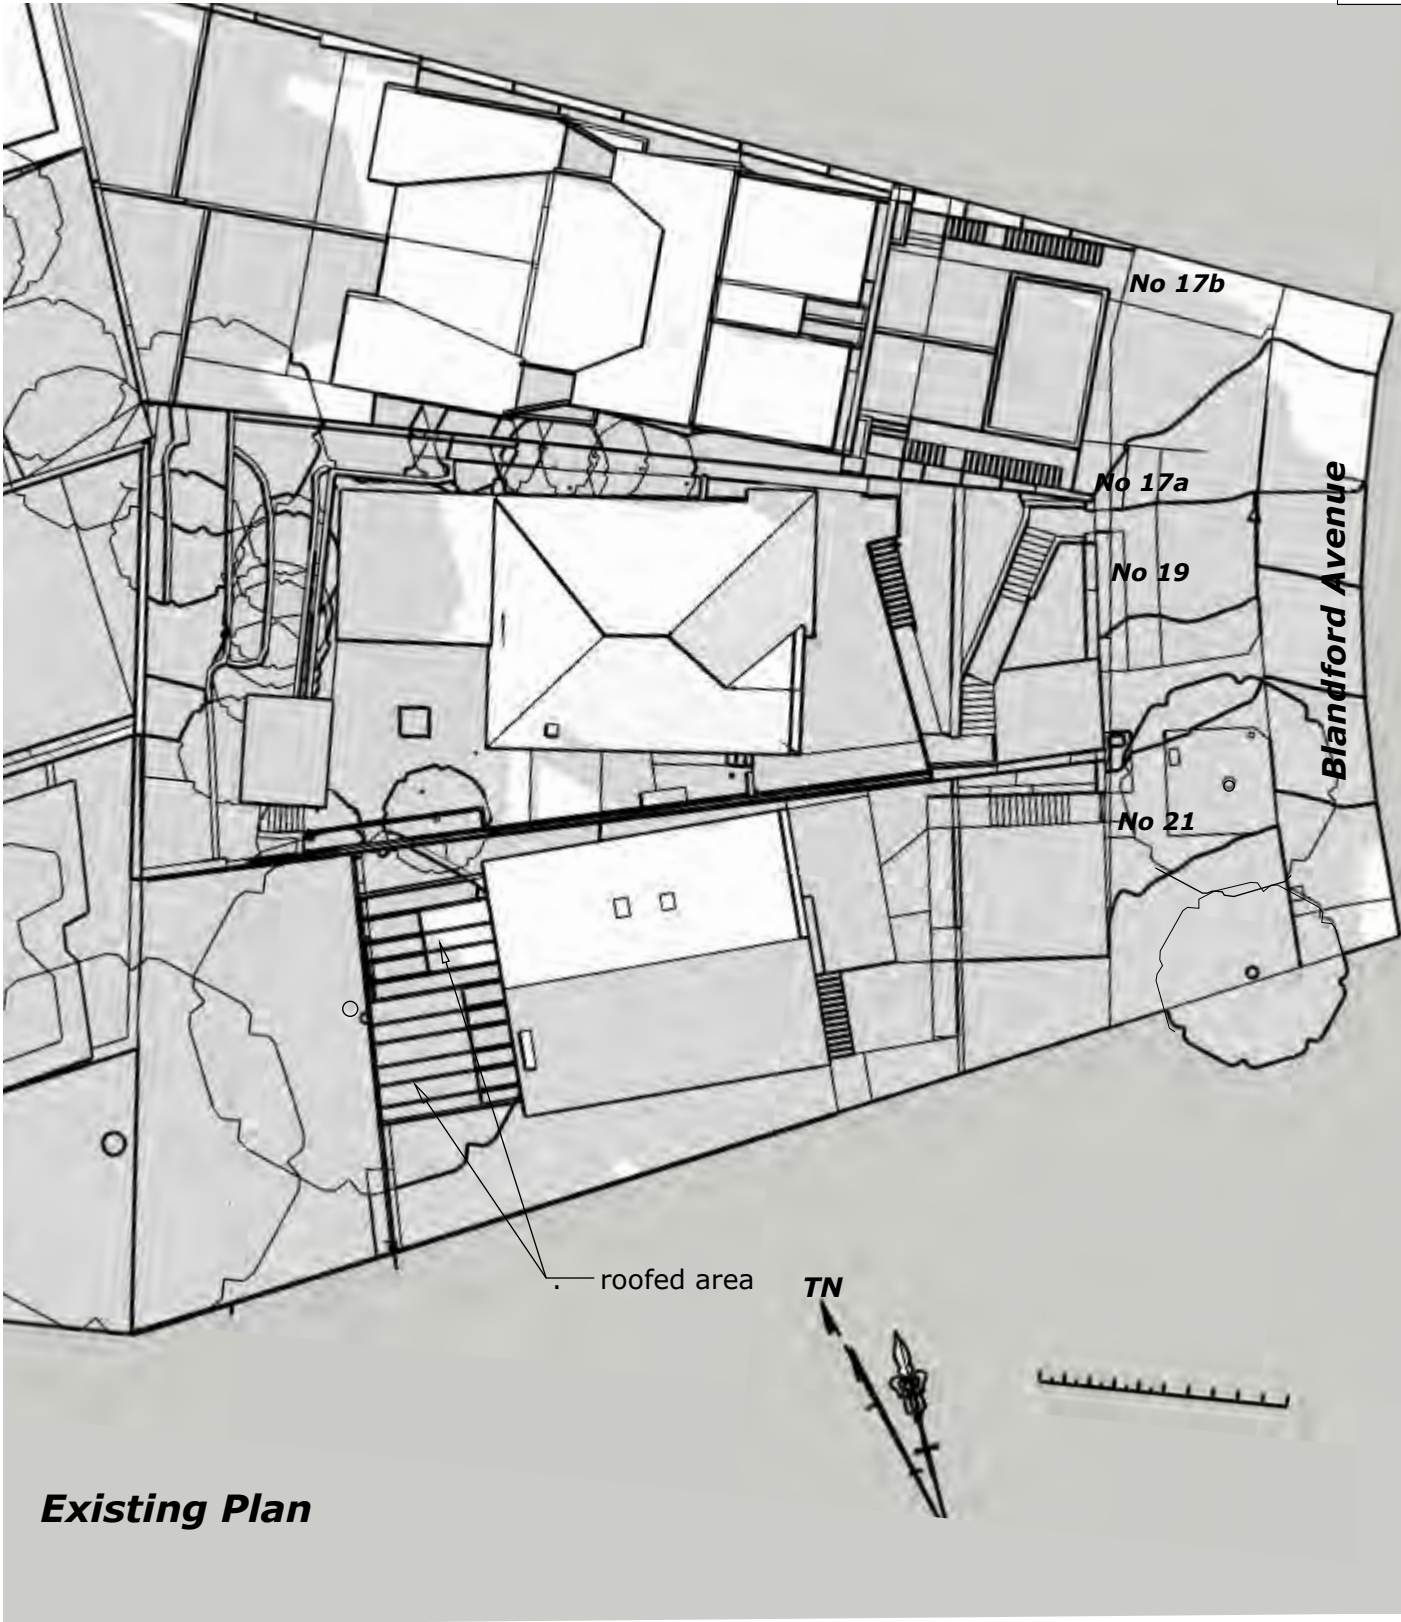 No 17b
No 17a
Blandford Avenue
No 19
No 21
roofed area
TN
Existing Plan